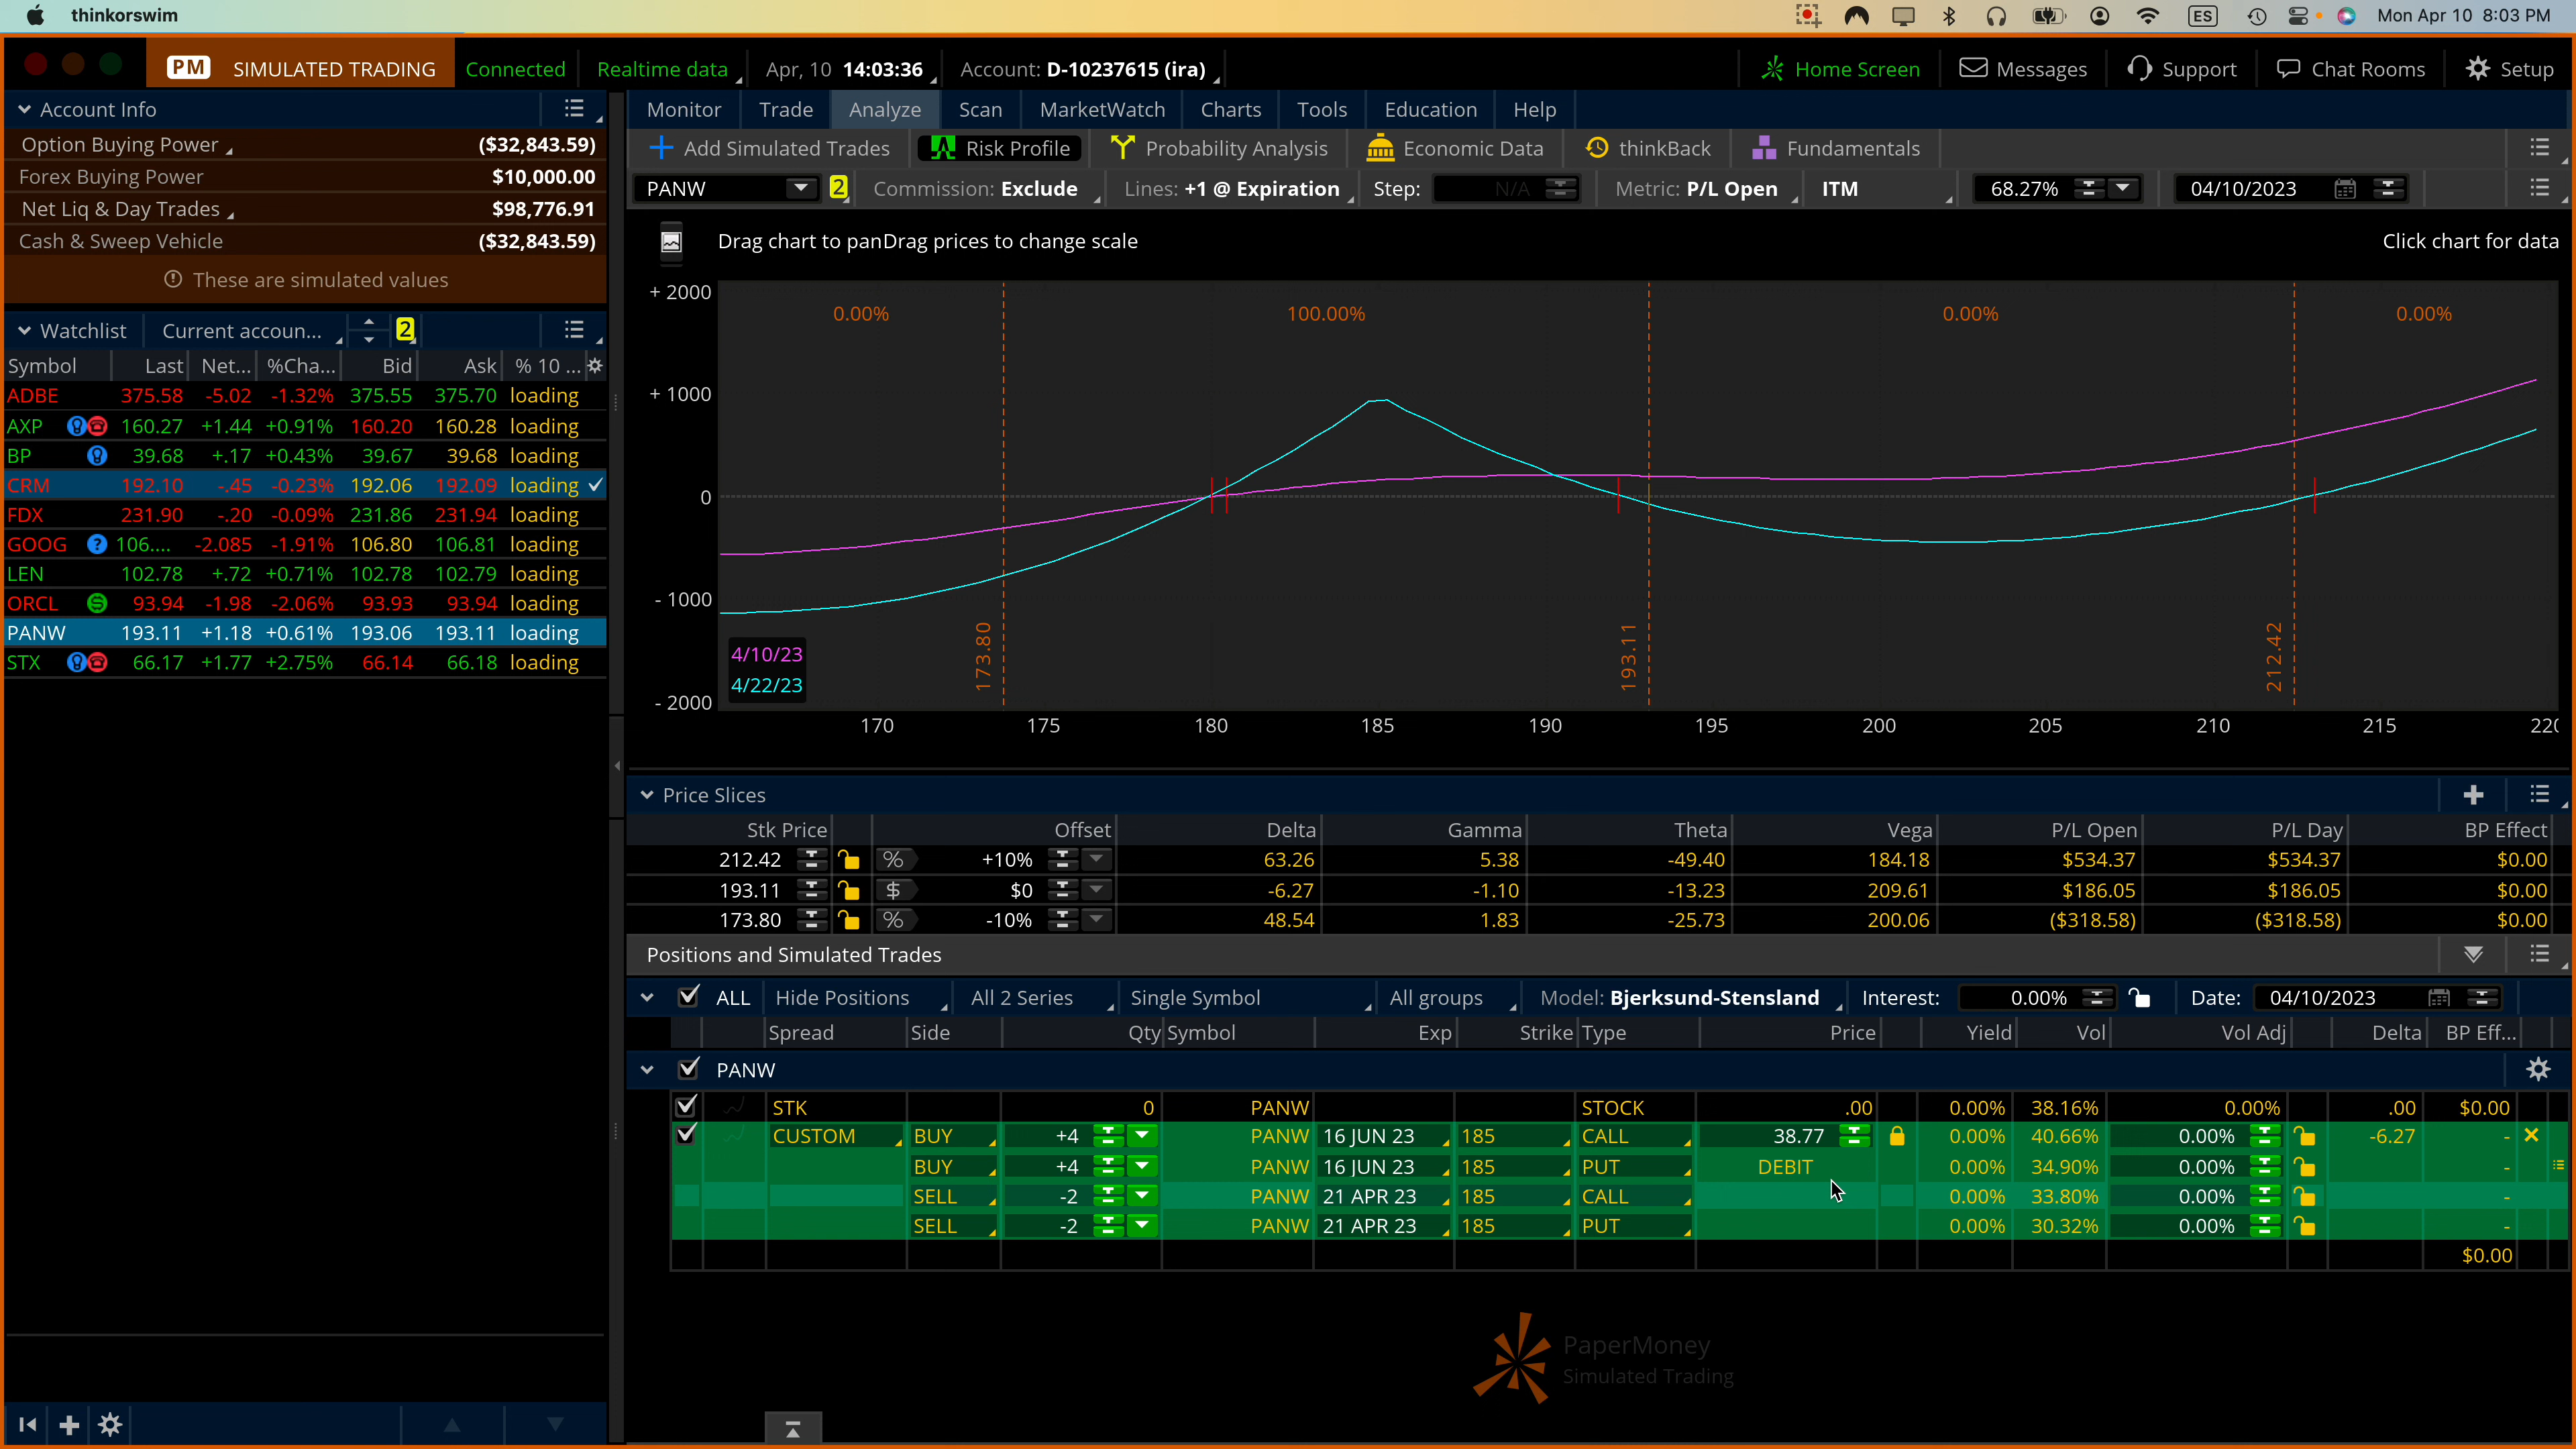 thinkorswim
ES
Mon Apr 10 8:03 PM
PM SIMULATED TRADING
Connected
Realtime data
Apr, 10 14:03:36
Account: D-10237615 (ira)
Home Screen
Messages
Support
Chat Rooms
Setup
Account Info
Option Buying Power ($32,843.59)
Forex Buying Power $10,000.00
Net Liq & Day Trades $98,776.91
Cash & Sweep Vehicle ($32,843.59)
These are simulated values
Watchlist Current accoun... 2
Symbol Last Net... %Cha... Bid Ask % 10 ...
ADBE 375.58 -5.02 -1.32% 375.55 375.70 loading
AXP 160.27 +1.44 +0.91% 160.20 160.28 loading
BP 39.68 +.17 +0.43% 39.67 39.68 loading
CRM 192.10 -.45 -0.23% 192.06 192.09 loading
FDX 231.90 -.20 -0.09% 231.86 231.94 loading
GOOG ? 106.... -2.085 -1.91% 106.80 106.81 loading
LEN 102.78 +.72 +0.71% 102.78 102.79 loading
ORCL 93.94 -1.98 -2.06% 93.93 93.94 loading
PANW 193.11 +1.18 +0.61% 193.06 193.11 loading
STX 66.17 +1.77 +2.75% 66.14 66.18 loading
Monitor Trade Analyze Scan MarketWatch Charts Tools Education Help
Add Simulated Trades Risk Profile Probability Analysis Economic Data thinkBack Fundamentals
PANW 2 Commission: Exclude Lines: +1 @ Expiration Step: N/A Metric: P/L Open ITM 68.27% 04/10/2023
Drag chart to panDrag prices to change scale
Click chart for data
+ 2000
+ 1000
0
- 1000
- 2000
0.00% 100.00% 0.00% 0.00%
173.80
193.11
212.42
4/10/23
4/22/23
170 175 180 185 190 195 200 205 210 215
Price Slices
Stk Price Offset Delta Gamma Theta Vega P/L Open P/L Day BP Effect
212.42 % +10% 63.26 5.38 -49.40 184.18 $534.37 $534.37 $0.00
193.11 $ $0 -6.27 -1.10 -13.23 209.61 $186.05 $186.05 $0.00
173.80 % -10% 48.54 1.83 -25.73 200.06 ($318.58) ($318.58) $0.00
Positions and Simulated Trades
ALL Hide Positions All 2 Series Single Symbol All groups Model: Bjerksund-Stensland Interest: 0.00% Date: 04/10/2023
Spread Side Qty Symbol Exp Strike Type Price Yield Vol Vol Adj Delta BP Eff...
PANW
STK 0 PANW STOCK .00 0.00% 38.16% 0.00% .00 $0.00
CUSTOM BUY +4 PANW 16 JUN 23 185 CALL 38.77 0.00% 40.66% 0.00% -6.27 -
BUY +4 PANW 16 JUN 23 185 PUT DEBIT 0.00% 34.90% 0.00% -
SELL -2 PANW 21 APR 23 185 CALL 0.00% 33.80% 0.00% -
SELL -2 PANW 21 APR 23 185 PUT 0.00% 30.32% 0.00% -
$0.00
PaperMoney
Simulated Trading